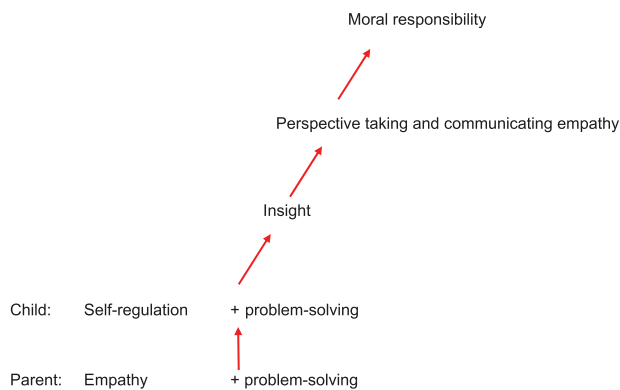 Moral responsibility
Perspective taking and communicating empathy
Insight
Child: Self-regulation + problem-solving
Parent: Empathy + problem-solving